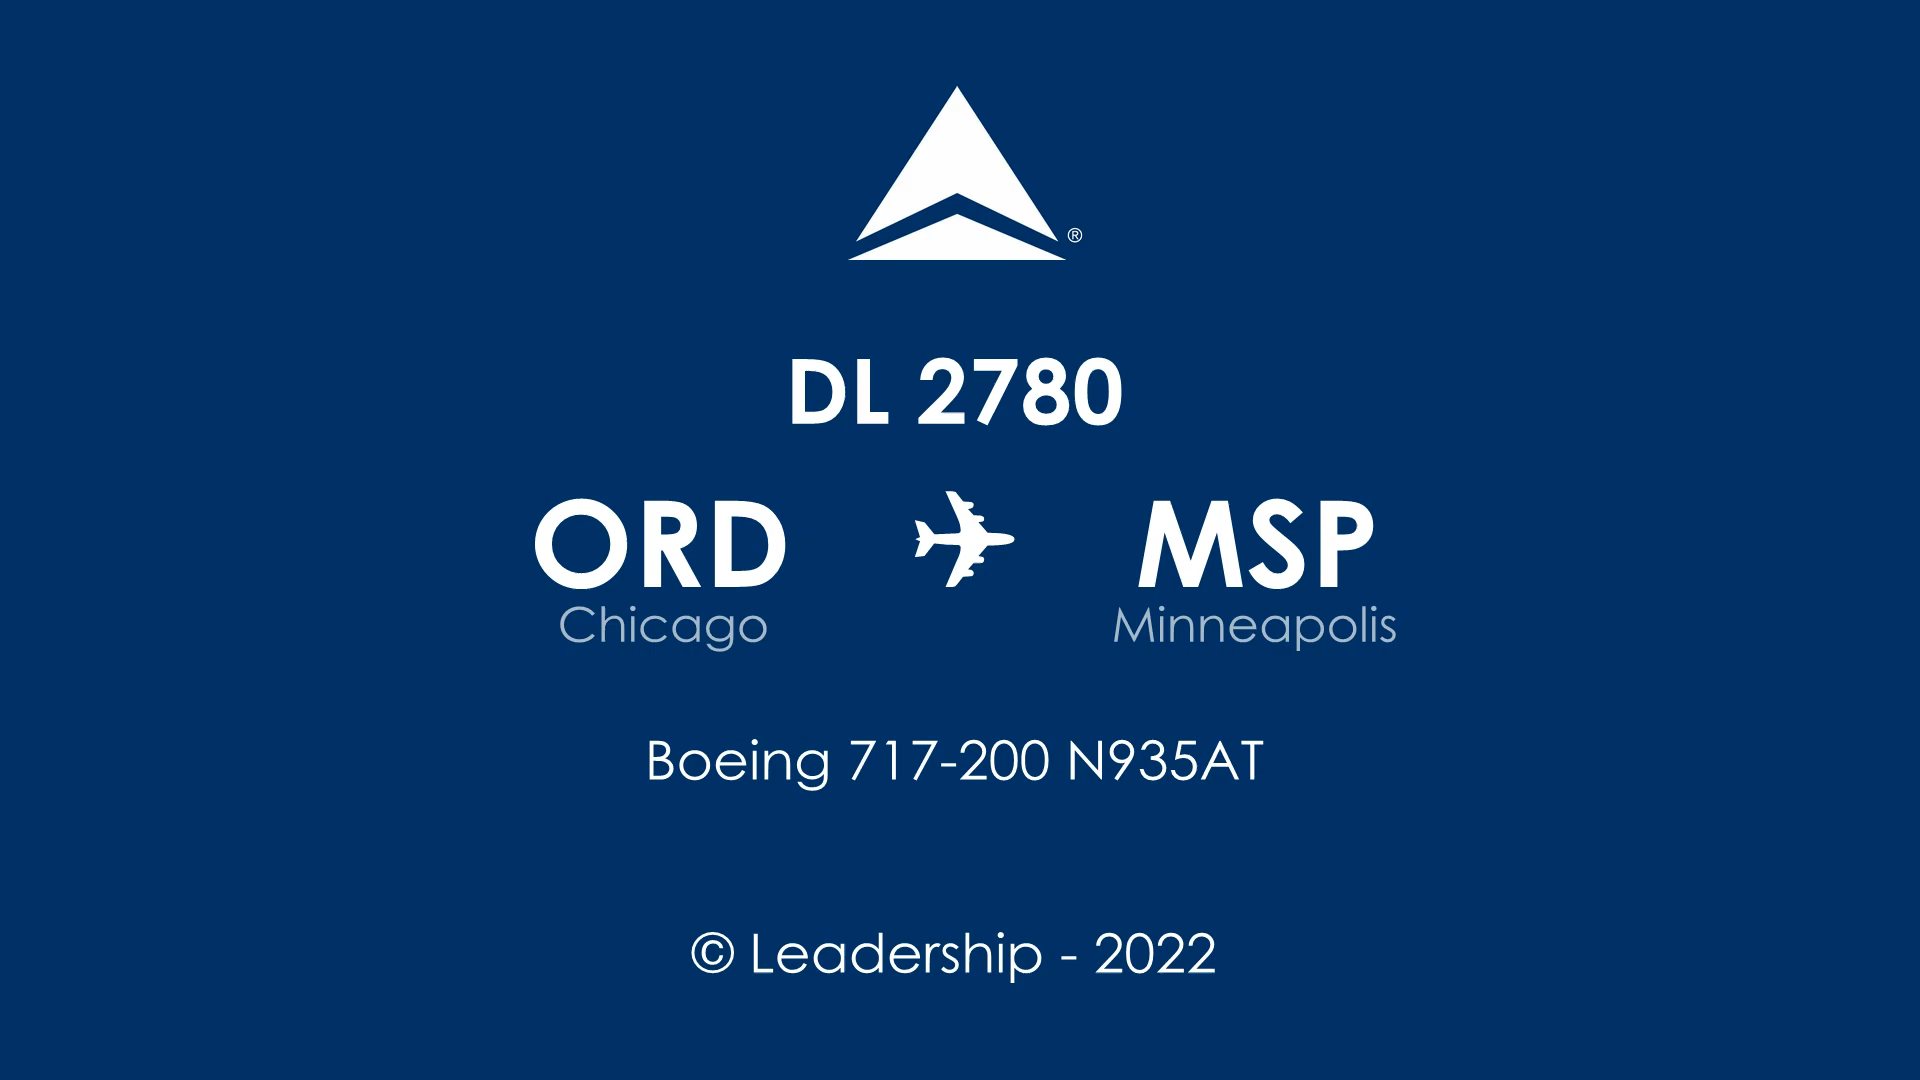 ®
DL 2780
ORD ✈ MSP
Chicago Minneapolis
Boeing 717-200 N935AT
© Leadership - 2022